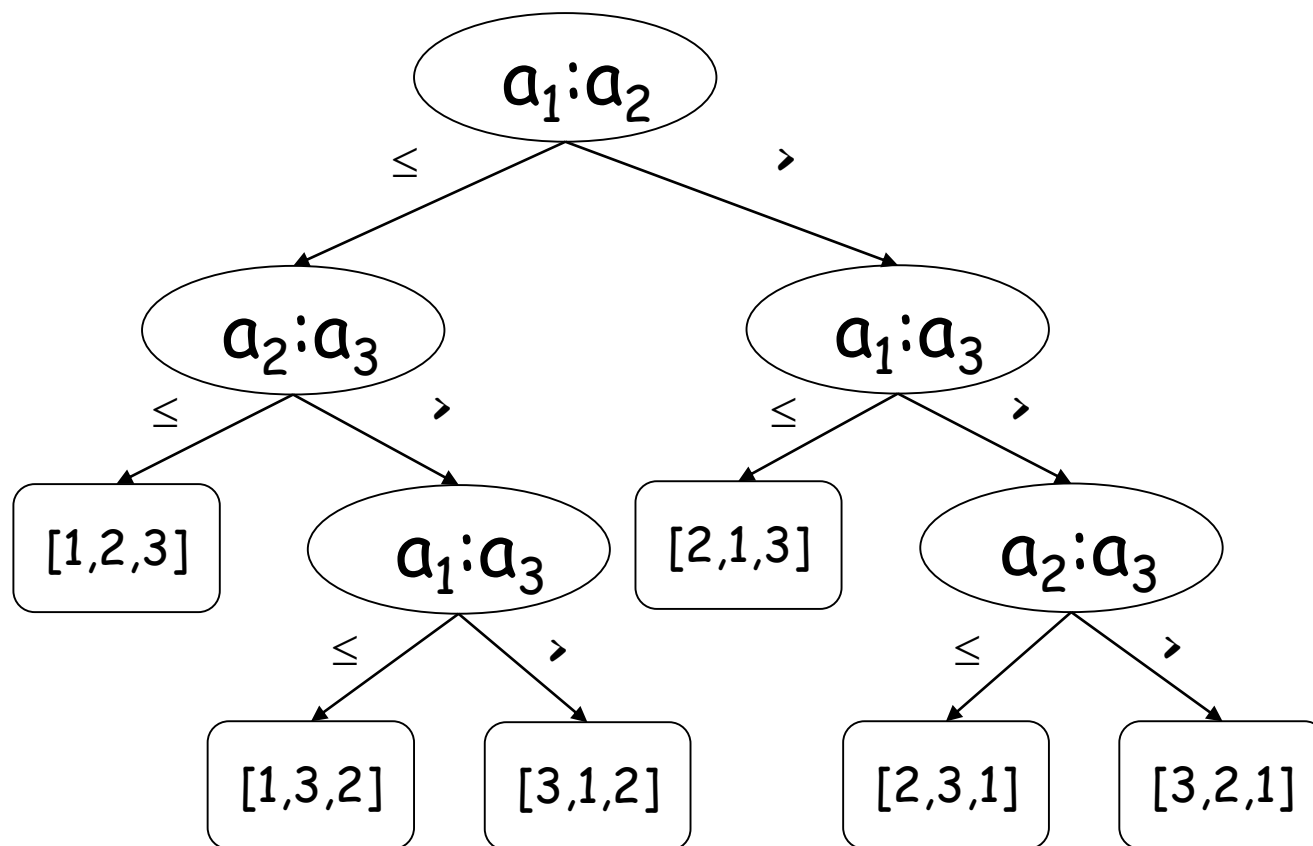 a₁:a₂
≤ >
a₂:a₃ a₁:a₃
≤ > ≤ >
[1,2,3] a₁:a₃ [2,1,3] a₂:a₃
≤ > ≤ >
[1,3,2] [3,1,2] [2,3,1] [3,2,1]